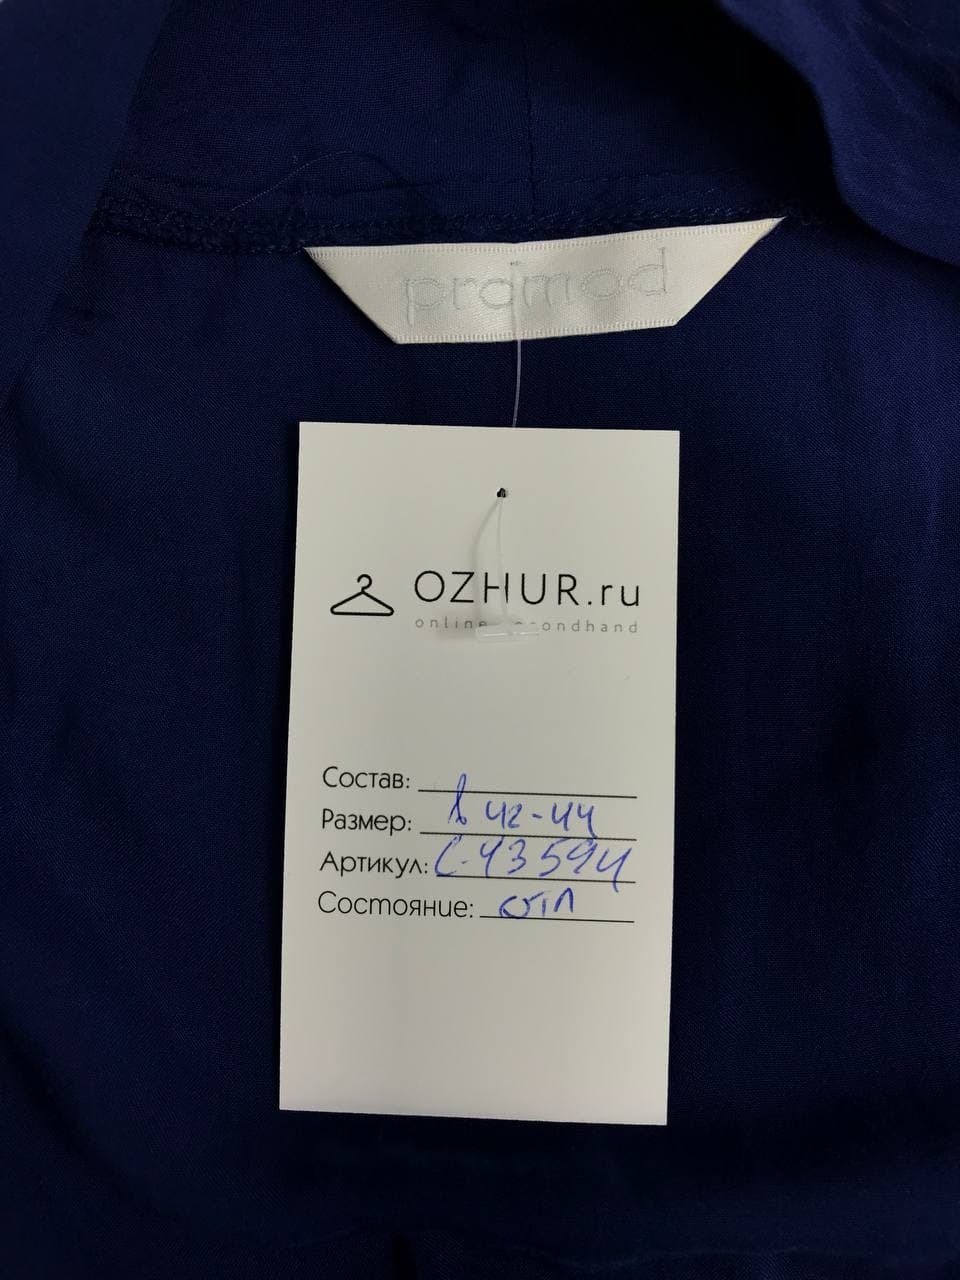 promod
OZHUR.ru
online secondhand
Состав:
Размер: 42-44
Артикул: С-43594
Состояние: отл